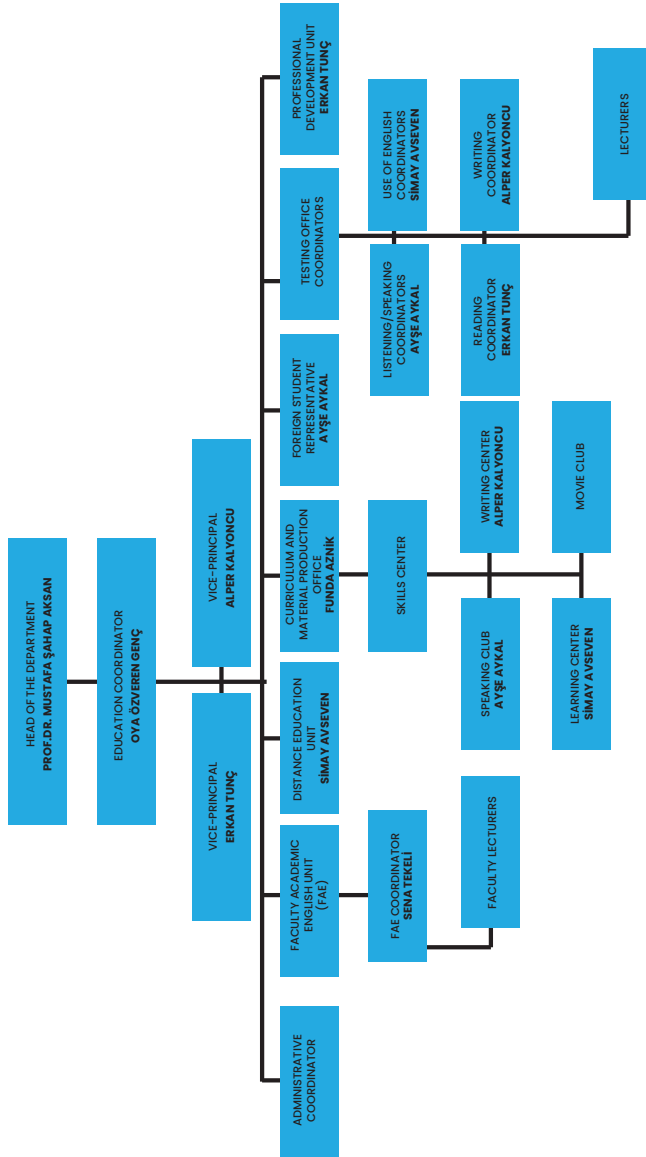 HEAD OF THE DEPARTMENT
PROF.DR. MUSTAFA ŞAHAP AKSAN
EDUCATION COORDINATOR
OYA ÖZVEREN GENÇ
VICE-PRINCIPAL
ERKAN TUNÇ
VICE-PRINCIPAL
ALPER KALYONCU
ADMINISTRATIVE
COORDINATOR
FACULTY ACADEMIC
ENGLISH UNIT
(FAE)
DISTANCE EDUCATION
UNIT
SİMAY AVSEVEN
CURRICULUM AND
MATERIAL PRODUCTION
OFFICE
FUNDA AZNİK
FOREIGN STUDENT
REPRESENTATIVE
AYŞE AYKAL
TESTING OFFICE
COORDINATORS
PROFESSIONAL
DEVELOPMENT UNIT
ERKAN TUNÇ
FAE COORDINATOR
SENA TEKELİ
SKILLS CENTER
LISTENING/SPEAKING
COORDINATORS
AYŞE AYKAL
USE OF ENGLISH
COORDINATORS
SİMAY AVSEVEN
FACULTY LECTURERS
SPEAKING CLUB
AYŞE AYKAL
WRITING CENTER
ALPER KALYONCU
READING
COORDINATOR
ERKAN TUNÇ
WRITING
COORDINATOR
ALPER KALYONCU
LEARNING CENTER
SİMAY AVSEVEN
MOVIE CLUB
LECTURERS